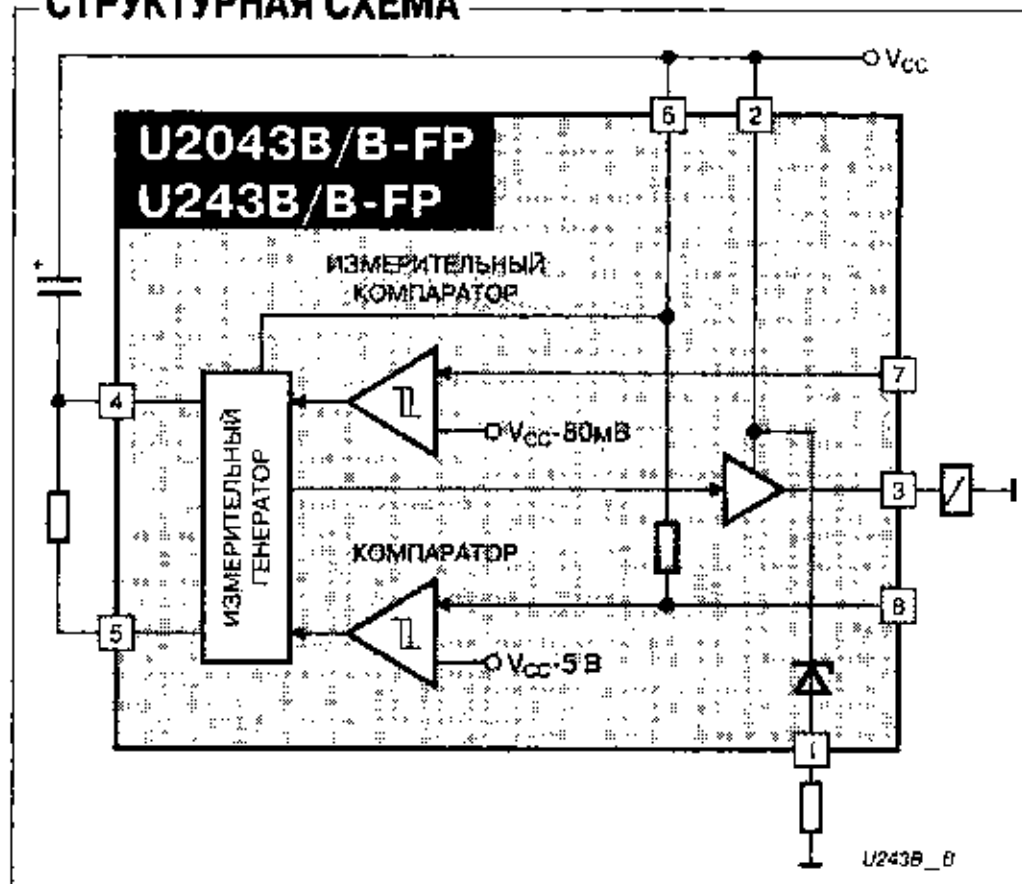 СТРУКТУРНАЯ СХЕМА
VCC
6
2
U2043B/B-FP
U243B/B-FP
ИЗМЕРИТЕЛЬНЫЙ
КОМПАРАТОР
+
7
4
VCC-80мВ
ИЗМЕРИТЕЛЬНЫЙ
ГЕНЕРАТОР
3
КОМПАРАТОР
8
5
VCC-5 В
1
U243B_B